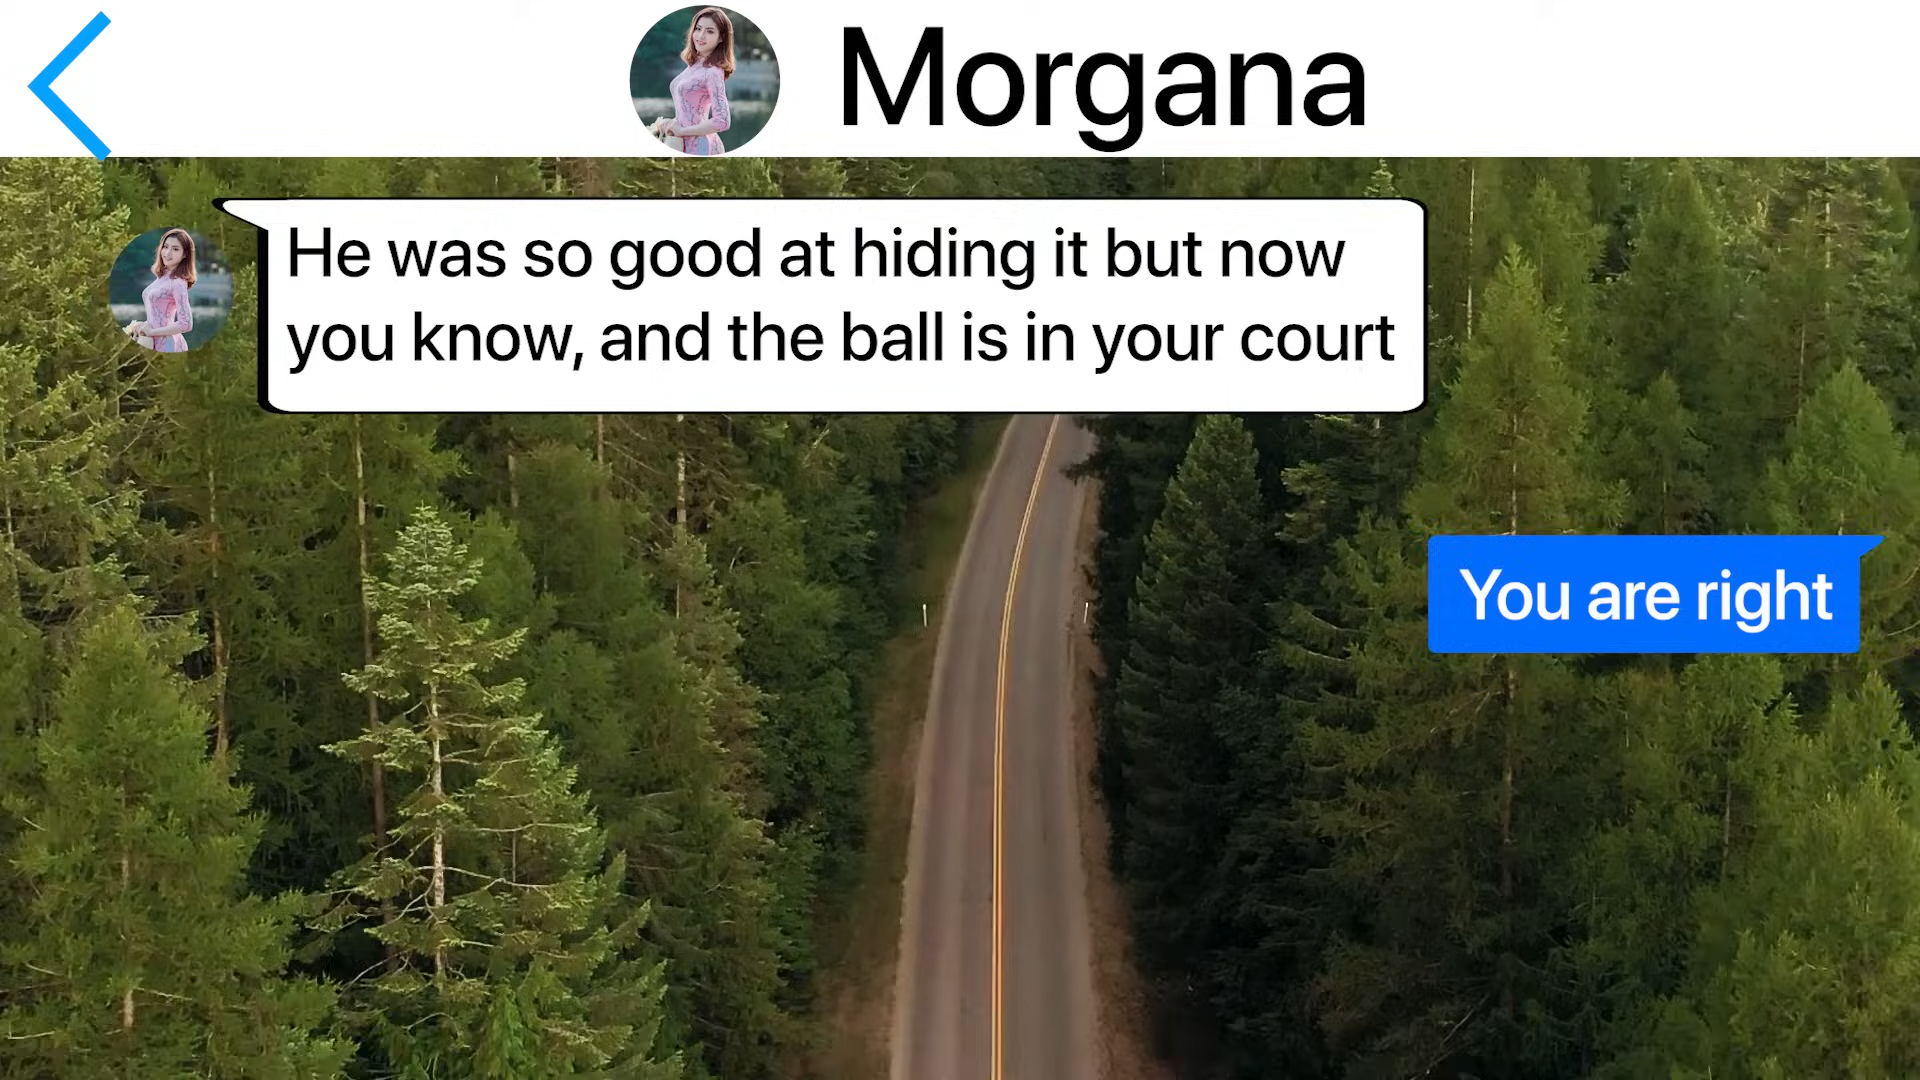 Morgana
He was so good at hiding it but now
you know, and the ball is in your court
You are right